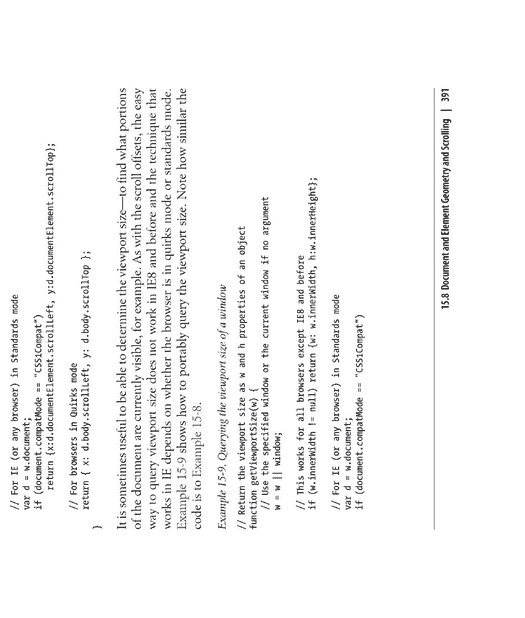 // For IE (or any browser) in Standards mode
var d = w.document;
if (document.compatMode == "CSS1Compat")
return {x:d.documentElement.scrollLeft, y:d.documentElement.scrollTop};
// For browsers in Quirks mode
return { x: d.body.scrollLeft, y: d.body.scrollTop };
}
It is sometimes useful to be able to determine the viewport size—to find what portions
of the document are currently visible, for example. As with the scroll offsets, the easy
way to query viewport size does not work in IE8 and before and the technique that
works in IE depends on whether the browser is in quirks mode or standards mode.
Example 15-9 shows how to portably query the viewport size. Note how similar the
code is to Example 15-8.
Example 15-9. Querying the viewport size of a window
// Return the viewport size as w and h properties of an object
function getViewportSize(w) {
// Use the specified window or the current window if no argument
w = w || window;
// This works for all browsers except IE8 and before
if (w.innerWidth != null) return {w: w.innerWidth, h:w.innerHeight};
// For IE (or any browser) in Standards mode
var d = w.document;
if (document.compatMode == "CSS1Compat")
15.8 Document and Element Geometry and Scrolling | 391